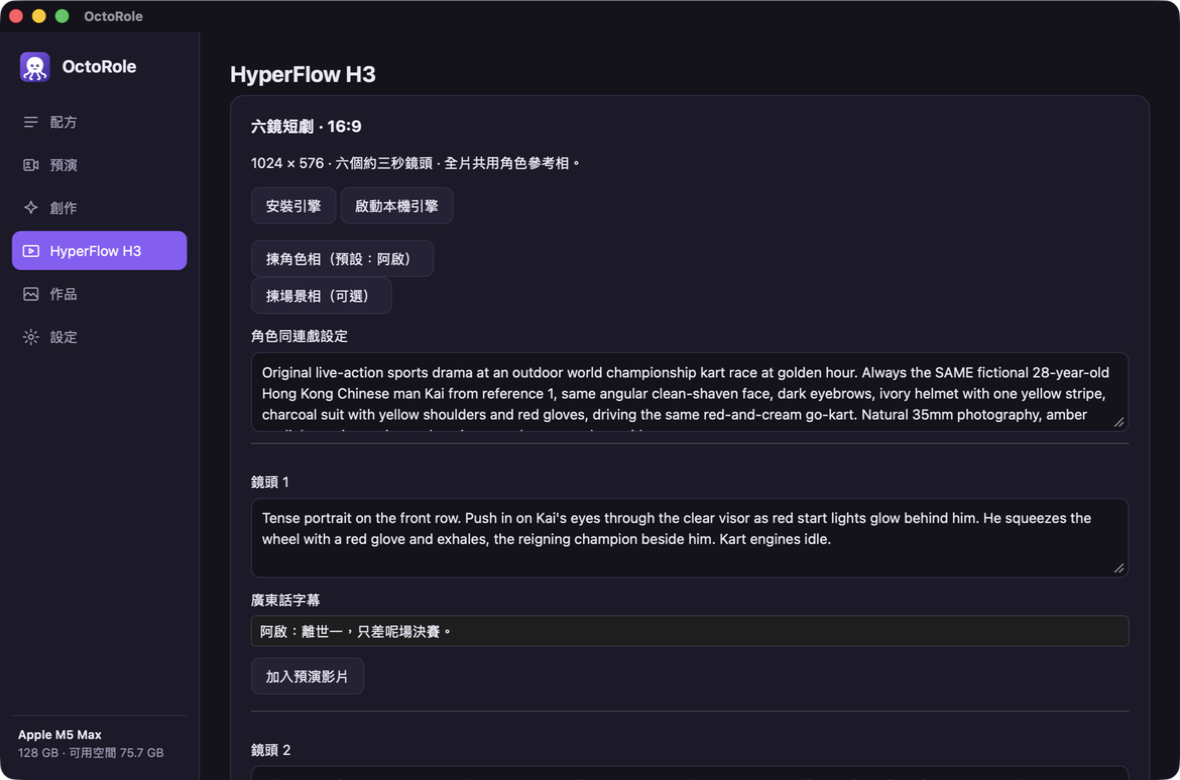 OctoRole
OctoRole
配方
預演
創作
HyperFlow H3
作品
設定
Apple M5 Max
128 GB · 可用空間 75.7 GB
HyperFlow H3
六鏡短劇 · 16:9
1024 × 576 · 六個約三秒鏡頭 · 全片共用角色參考相。
安裝引擎
啟動本機引擎
揀角色相（預設：阿啟）
揀場景相（可選）
角色同連戲設定
Original live-action sports drama at an outdoor world championship kart race at golden hour. Always the SAME fictional 28-year-old
Hong Kong Chinese man Kai from reference 1, same angular clean-shaven face, dark eyebrows, ivory helmet with one yellow stripe,
charcoal suit with yellow shoulders and red gloves, driving the same red-and-cream go-kart. Natural 35mm photography, amber
鏡頭 1
Tense portrait on the front row. Push in on Kai's eyes through the clear visor as red start lights glow behind him. He squeezes the
wheel with a red glove and exhales, the reigning champion beside him. Kart engines idle.
廣東話字幕
阿啟：離世一，只差呢場決賽。
加入預演影片
鏡頭 2